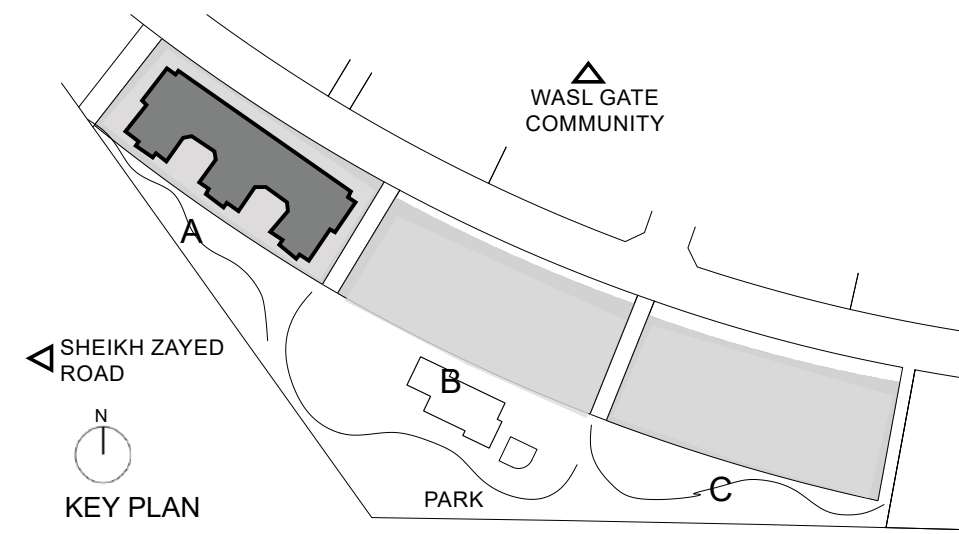 WASL GATE
COMMUNITY
A
SHEIKH ZAYED
ROAD
B
N
KEY PLAN
PARK
C